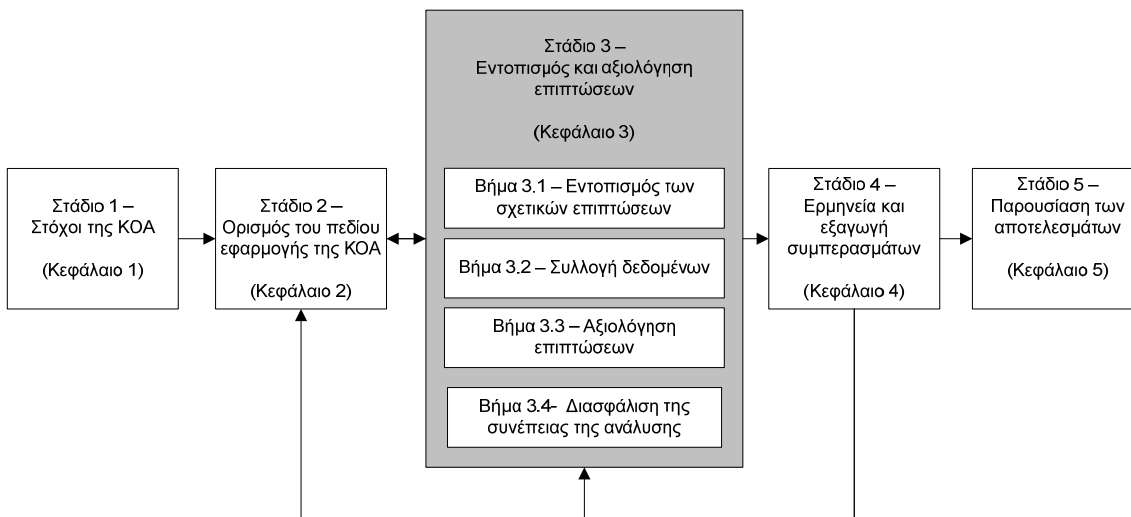 Στάδιο 1 –
Στόχοι της ΚΟΑ
(Κεφάλαιο 1)
Στάδιο 2 –
Ορισμός του πεδίου
εφαρμογής της ΚΟΑ
(Κεφάλαιο 2)
Στάδιο 3 –
Εντοπισμός και αξιολόγηση
επιπτώσεων
(Κεφάλαιο 3)
Βήμα 3.1 – Εντοπισμός των
σχετικών επιπτώσεων
Βήμα 3.2 – Συλλογή δεδομένων
Βήμα 3.3 – Αξιολόγηση
επιπτώσεων
Βήμα 3.4- Διασφάλιση της
συνέπειας της ανάλυσης
Στάδιο 4 –
Ερμηνεία και
εξαγωγή
συμπερασμάτων
(Κεφάλαιο 4)
Στάδιο 5 –
Παρουσίαση των
αποτελεσμάτων
(Κεφάλαιο 5)